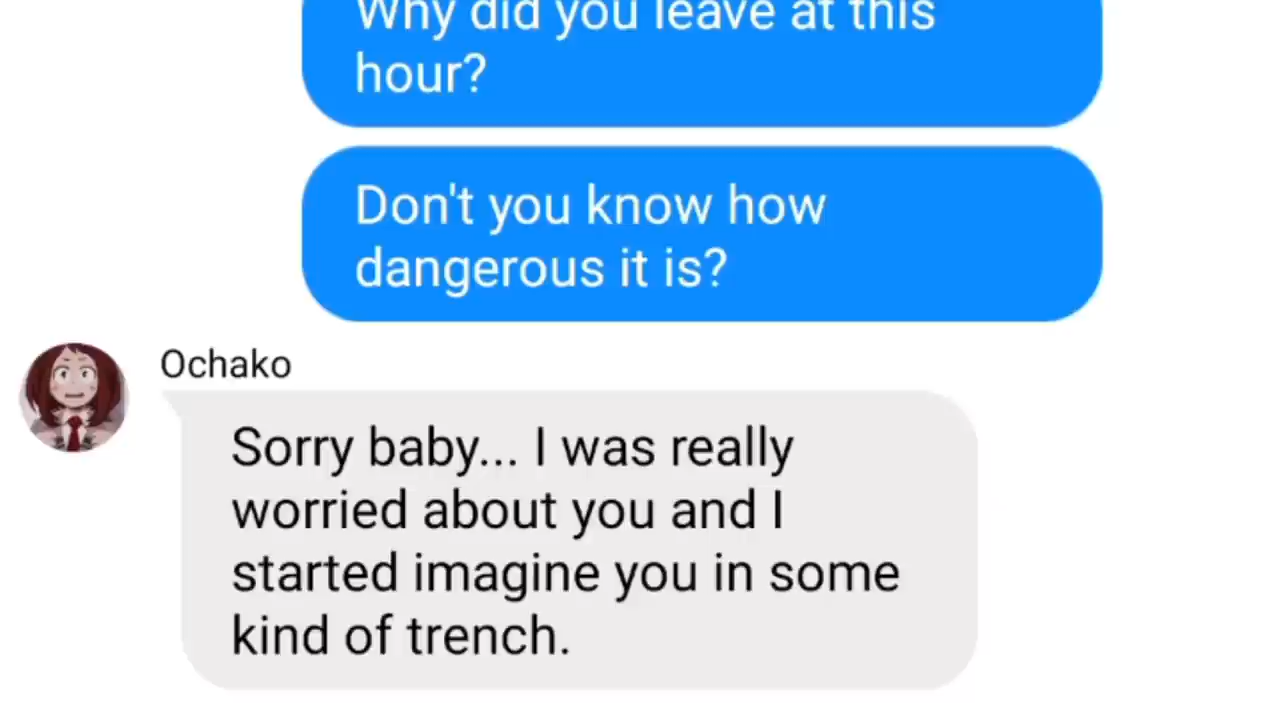 Why did you leave at this
hour?
Don't you know how
dangerous it is?
Ochako
Sorry baby... I was really
worried about you and I
started imagine you in some
kind of trench.